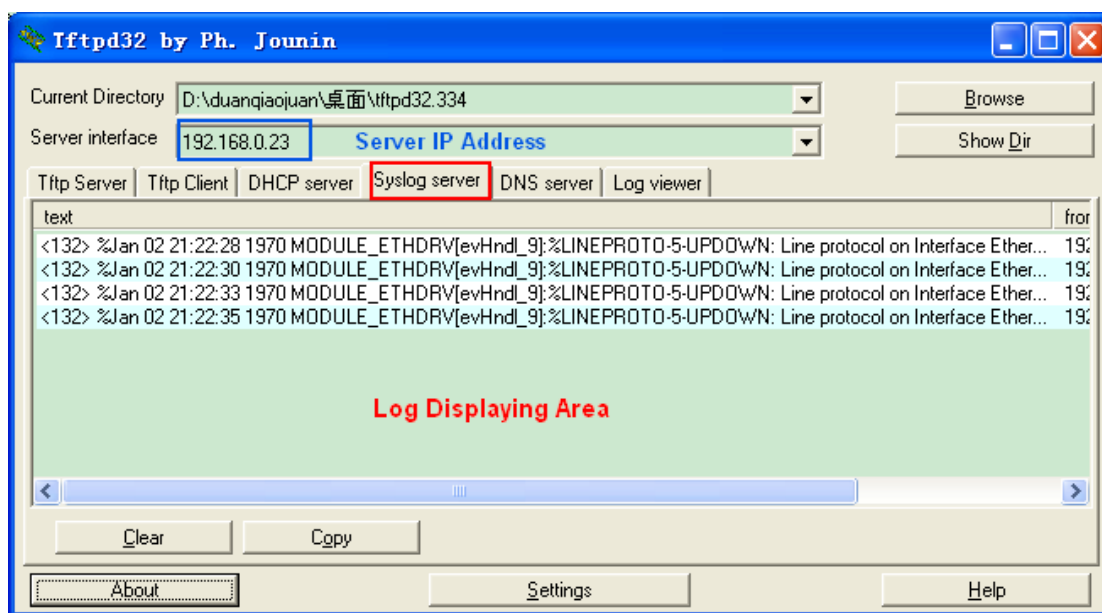 Tftpd32 by Ph. Jounin
Current Directory D:\duanqiaojuan\桌面\tftpd32.334 Browse
Server interface 192.168.0.23 Server IP Address Show Dir
Tftp Server Tftp Client DHCP server Syslog server DNS server Log viewer
text fror
<132> %Jan 02 21:22:28 1970 MODULE_ETHDRV[evHndl_9]:%LINEPROTO-5-UPDOWN: Line protocol on Interface Ether... 192
<132> %Jan 02 21:22:30 1970 MODULE_ETHDRV[evHndl_9]:%LINEPROTO-5-UPDOWN: Line protocol on Interface Ether... 192
<132> %Jan 02 21:22:33 1970 MODULE_ETHDRV[evHndl_9]:%LINEPROTO-5-UPDOWN: Line protocol on Interface Ether... 192
<132> %Jan 02 21:22:35 1970 MODULE_ETHDRV[evHndl_9]:%LINEPROTO-5-UPDOWN: Line protocol on Interface Ether... 192
Log Displaying Area
Clear Copy
About Settings Help